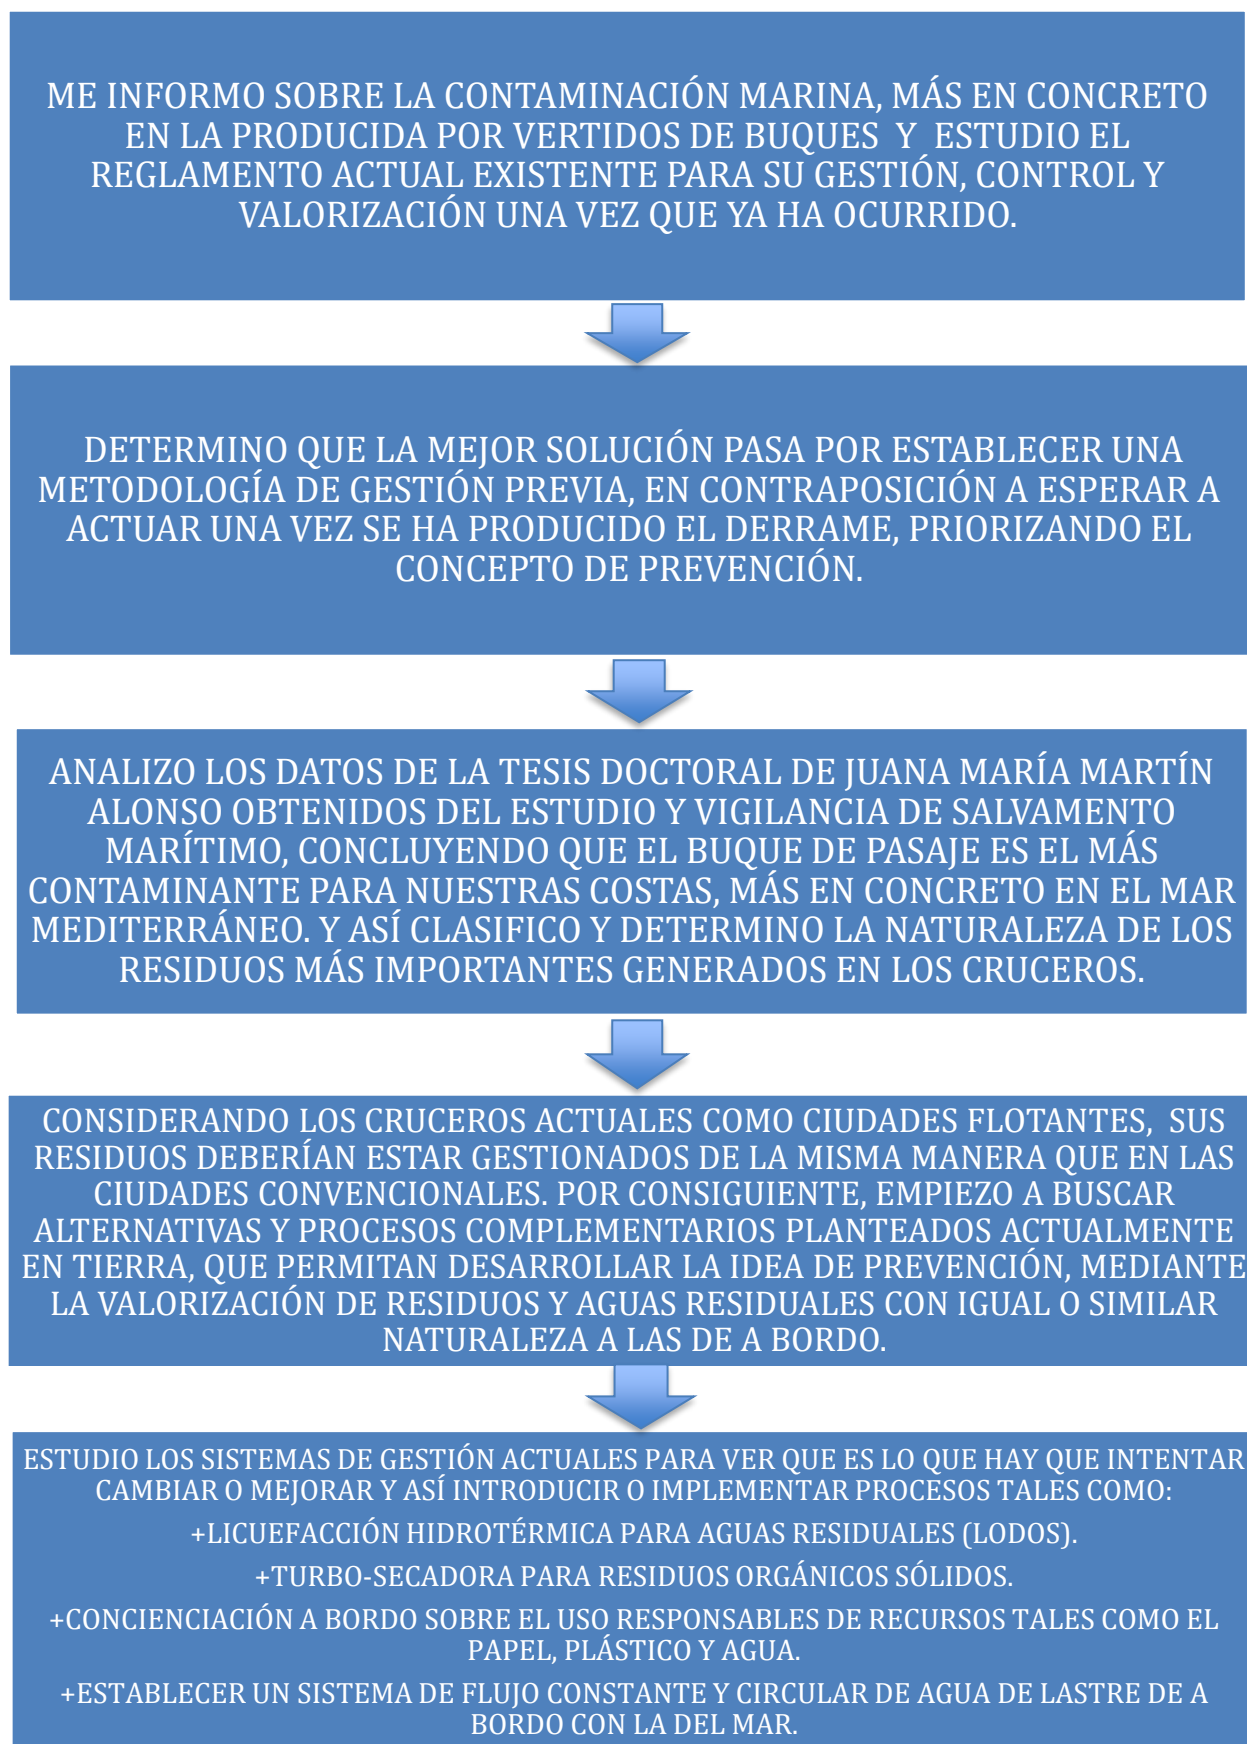 ME INFORMO SOBRE LA CONTAMINACIÓN MARINA, MÁS EN CONCRETO
EN LA PRODUCIDA POR VERTIDOS DE BUQUES Y ESTUDIO EL
REGLAMENTO ACTUAL EXISTENTE PARA SU GESTIÓN, CONTROL Y
VALORIZACIÓN UNA VEZ QUE YA HA OCURRIDO.
DETERMINO QUE LA MEJOR SOLUCIÓN PASA POR ESTABLECER UNA
METODOLOGÍA DE GESTIÓN PREVIA, EN CONTRAPOSICIÓN A ESPERAR A
ACTUAR UNA VEZ SE HA PRODUCIDO EL DERRAME, PRIORIZANDO EL
CONCEPTO DE PREVENCIÓN.
ANALIZO LOS DATOS DE LA TESIS DOCTORAL DE JUANA MARÍA MARTÍN
ALONSO OBTENIDOS DEL ESTUDIO Y VIGILANCIA DE SALVAMENTO
MARÍTIMO, CONCLUYENDO QUE EL BUQUE DE PASAJE ES EL MÁS
CONTAMINANTE PARA NUESTRAS COSTAS, MÁS EN CONCRETO EN EL MAR
MEDITERRÁNEO. Y ASÍ CLASIFICO Y DETERMINO LA NATURALEZA DE LOS
RESIDUOS MÁS IMPORTANTES GENERADOS EN LOS CRUCEROS.
CONSIDERANDO LOS CRUCEROS ACTUALES COMO CIUDADES FLOTANTES, SUS
RESIDUOS DEBERÍAN ESTAR GESTIONADOS DE LA MISMA MANERA QUE EN LAS
CIUDADES CONVENCIONALES. POR CONSIGUIENTE, EMPIEZO A BUSCAR
ALTERNATIVAS Y PROCESOS COMPLEMENTARIOS PLANTEADOS ACTUALMENTE
EN TIERRA, QUE PERMITAN DESARROLLAR LA IDEA DE PREVENCIÓN, MEDIANTE
LA VALORIZACIÓN DE RESIDUOS Y AGUAS RESIDUALES CON IGUAL O SIMILAR
NATURALEZA A LAS DE A BORDO.
ESTUDIO LOS SISTEMAS DE GESTIÓN ACTUALES PARA VER QUE ES LO QUE HAY QUE INTENTAR
CAMBIAR O MEJORAR Y ASÍ INTRODUCIR O IMPLEMENTAR PROCESOS TALES COMO:
+LICUEFACCIÓN HIDROTÉRMICA PARA AGUAS RESIDUALES (LODOS).
+TURBO-SECADORA PARA RESIDUOS ORGÁNICOS SÓLIDOS.
+CONCIENCIACIÓN A BORDO SOBRE EL USO RESPONSABLES DE RECURSOS TALES COMO EL
PAPEL, PLÁSTICO Y AGUA.
+ESTABLECER UN SISTEMA DE FLUJO CONSTANTE Y CIRCULAR DE AGUA DE LASTRE DE A
BORDO CON LA DEL MAR.